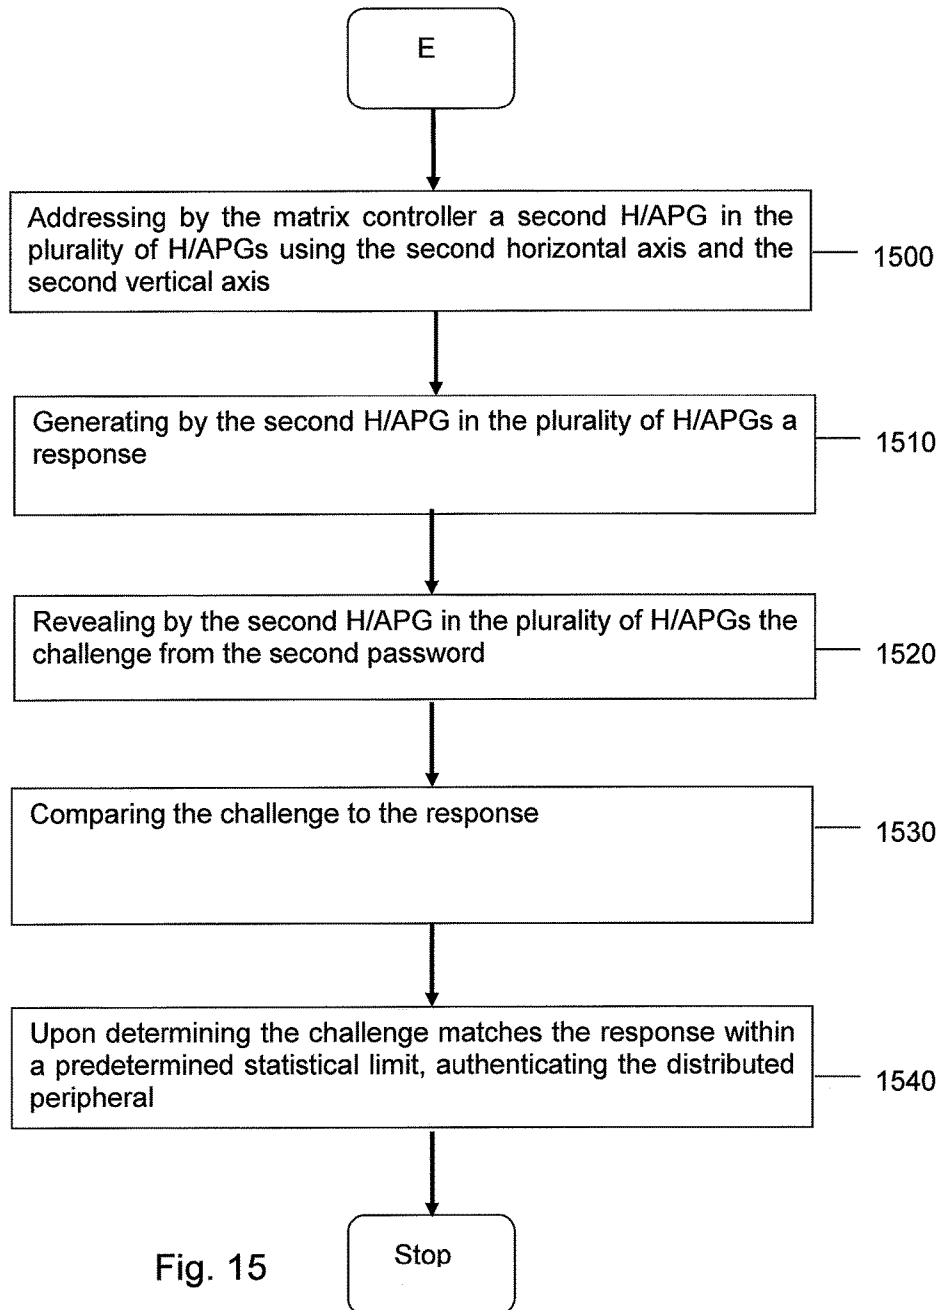 E
Addressing by the matrix controller a second H/APG in the
plurality of H/APGs using the second horizontal axis and the
second vertical axis
1500
Generating by the second H/APG in the plurality of H/APGs a
response
1510
Revealing by the second H/APG in the plurality of H/APGs the
challenge from the second password
1520
Comparing the challenge to the response
1530
Upon determining the challenge matches the response within
a predetermined statistical limit, authenticating the distributed
peripheral
1540
Stop
Fig. 15